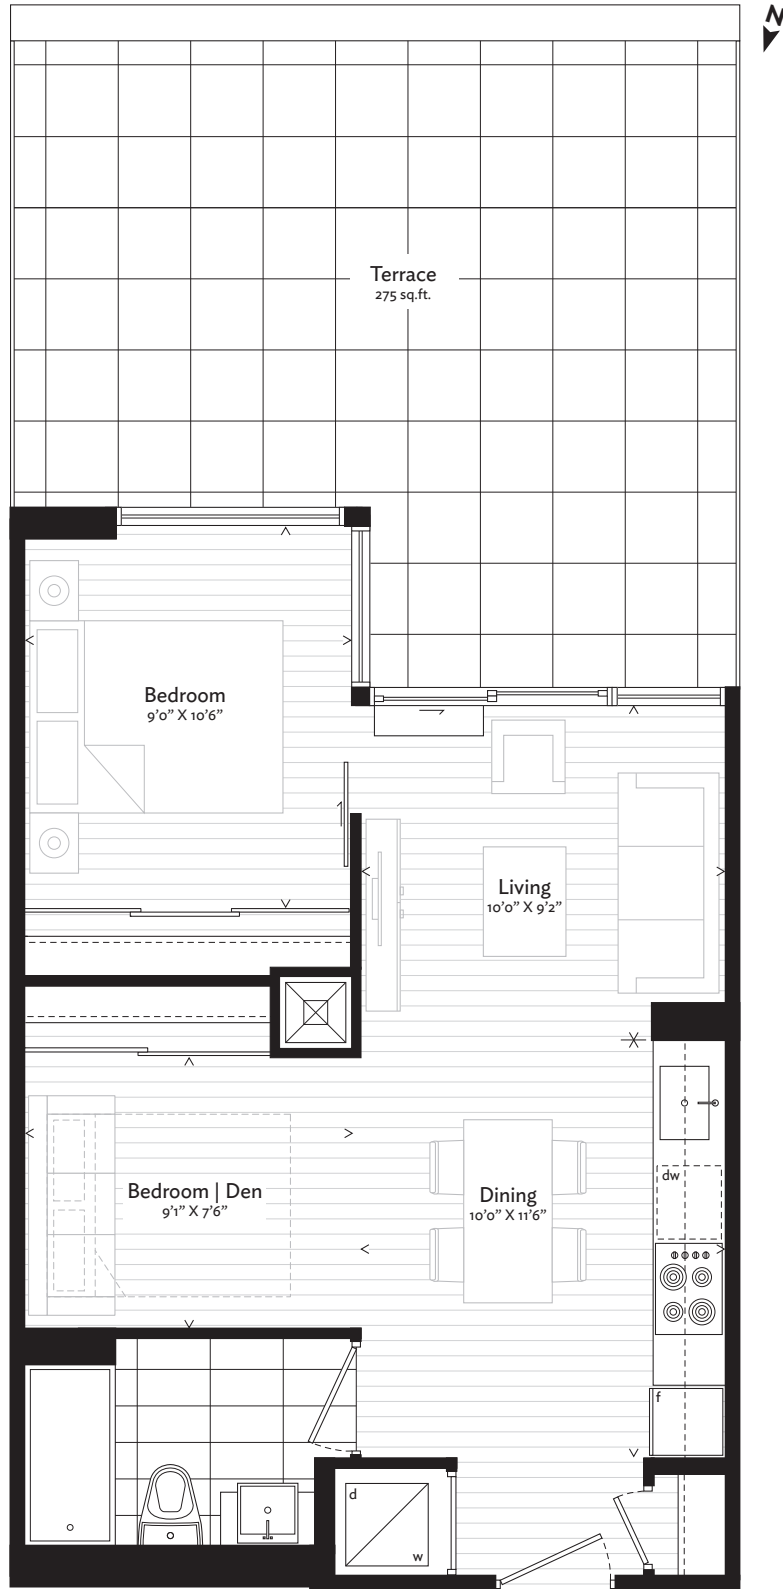 N
Terrace
275 sq.ft.
Bedroom
9'0" X 10'6"
Living
10'0" X 9'2"
dw
Bedroom | Den
9'1" X 7'6"
Dining
10'0" X 11'6"
f
d
w